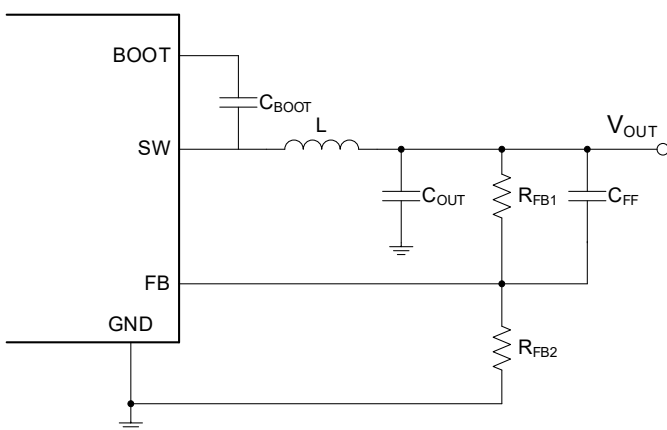 BOOT
CBOOT
L
VOUT
SW
COUT
RFB1
CFF
FB
GND
RFB2